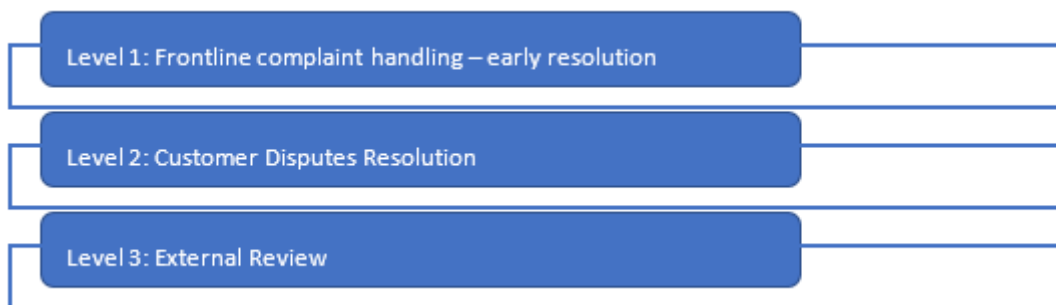 Level 1: Frontline complaint handling – early resolution
Level 2: Customer Disputes Resolution
Level 3: External Review